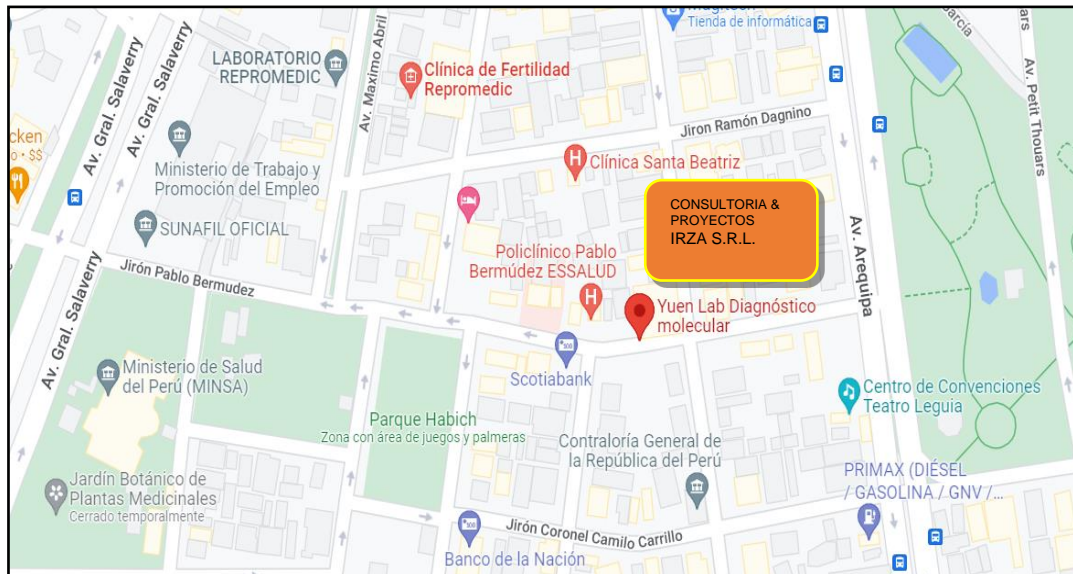 Tienda de informática
García
Av. Gral. Salaverry
Av. Gral. Salaverry
LABORATORIO
REPROMEDIC
Av. Maximo Abril
Clínica de Fertilidad
Repromedic
Av. Petit Thouars
Jiron Ramón Dagnino
Ministerio de Trabajo y
Promoción del Empleo
Clínica Santa Beatriz
CONSULTORIA &
PROYECTOS
IRZA S.R.L.
SUNAFIL OFICIAL
Av. Arequipa
Policlínico Pablo
Bermúdez ESSALUD
Jirón Pablo Bermudez
Av. Gral. Salaverry
Yuen Lab Diagnóstico
molecular
Scotiabank
Ministerio de Salud
del Perú (MINSA)
Centro de Convenciones
Teatro Leguia
Parque Habich
Zona con área de juegos y palmeras
Contraloría General de
la República del Perú
PRIMAX (DIÉSEL
/ GASOLINA / GNV /...
Jardín Botánico de
Plantas Medicinales
Cerrado temporalmente
Jirón Coronel Camilo Carrillo
Banco de la Nación